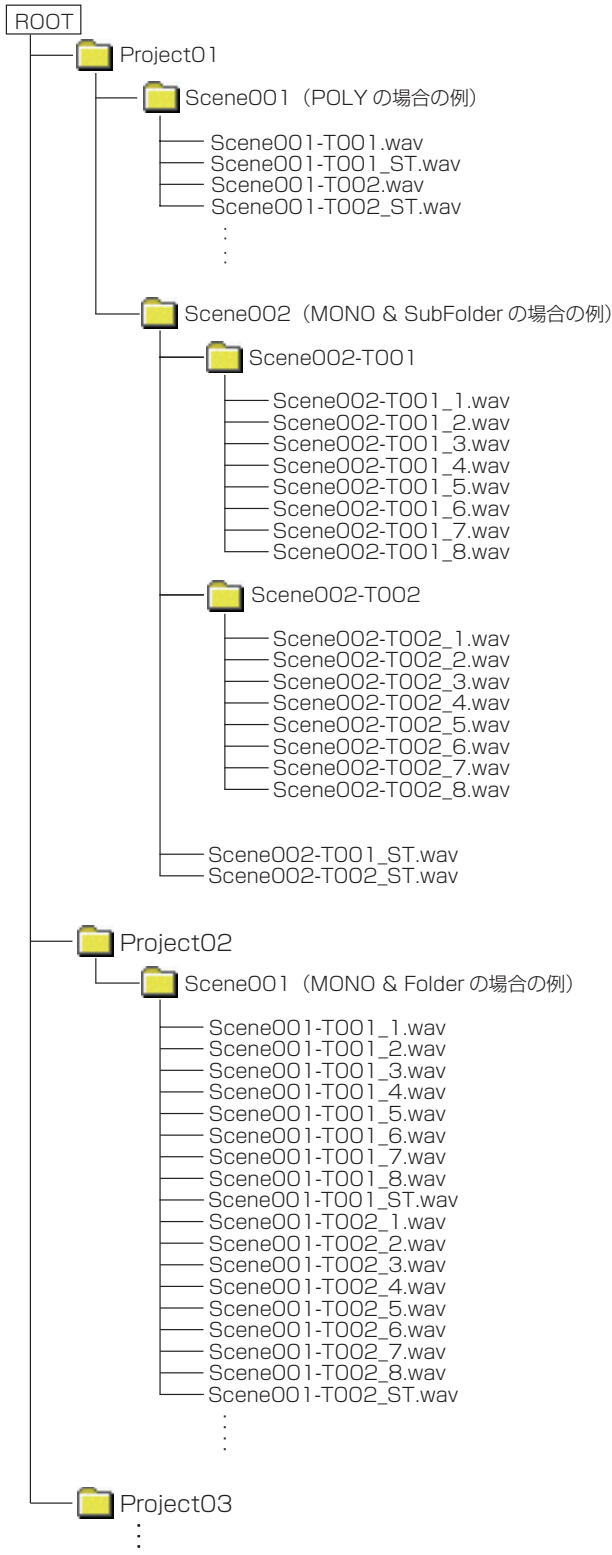 ROOT
Project01
Scene001（POLY の場合の例）
Scene001-T001.wav
Scene001-T001_ST.wav
Scene001-T002.wav
Scene001-T002_ST.wav
Scene002（MONO & SubFolder の場合の例）
Scene002-T001
Scene002-T001_1.wav
Scene002-T001_2.wav
Scene002-T001_3.wav
Scene002-T001_4.wav
Scene002-T001_5.wav
Scene002-T001_6.wav
Scene002-T001_7.wav
Scene002-T001_8.wav
Scene002-T002
Scene002-T002_1.wav
Scene002-T002_2.wav
Scene002-T002_3.wav
Scene002-T002_4.wav
Scene002-T002_5.wav
Scene002-T002_6.wav
Scene002-T002_7.wav
Scene002-T002_8.wav
Scene002-T001_ST.wav
Scene002-T002_ST.wav
Project02
Scene001（MONO & Folder の場合の例）
Scene001-T001_1.wav
Scene001-T001_2.wav
Scene001-T001_3.wav
Scene001-T001_4.wav
Scene001-T001_5.wav
Scene001-T001_6.wav
Scene001-T001_7.wav
Scene001-T001_8.wav
Scene001-T001_ST.wav
Scene001-T002_1.wav
Scene001-T002_2.wav
Scene001-T002_3.wav
Scene001-T002_4.wav
Scene001-T002_5.wav
Scene001-T002_6.wav
Scene001-T002_7.wav
Scene001-T002_8.wav
Scene001-T002_ST.wav
Project03